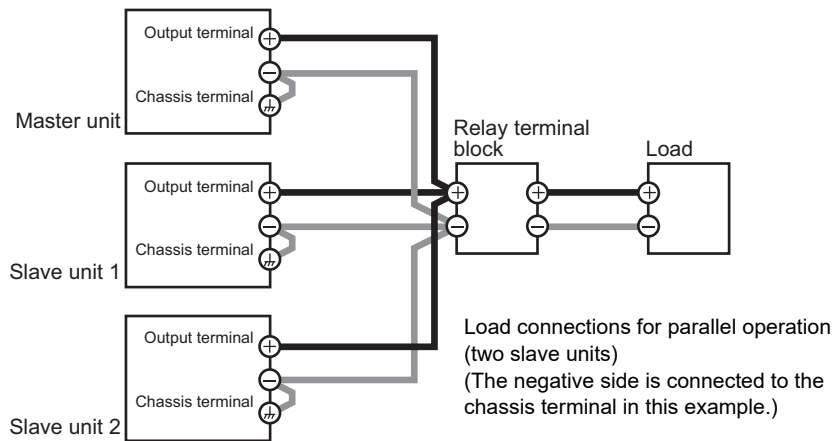 Output terminal
Chassis terminal
Master unit
Relay terminal
block
Load
Output terminal
Chassis terminal
Slave unit 1
Output terminal
Chassis terminal
Slave unit 2
Load connections for parallel operation
(two slave units)
(The negative side is connected to the
chassis terminal in this example.)